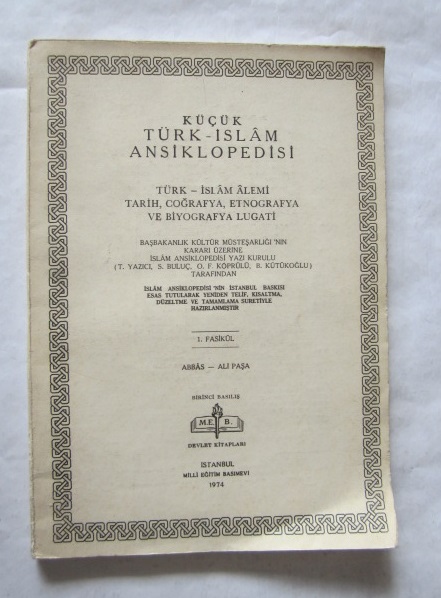 KÜÇÜK
TÜRK-İSLÂM
ANSİKLOPEDİSİ
TÜRK – İSLÂM ÂLEMİ
TARİH, COĞRAFYA, ETNOGRAFYA
VE BİYOGRAFYA LUGATİ
BAŞBAKANLIK KÜLTÜR MÜSTEŞARLIĞI'NIN
KARARI ÜZERİNE
İSLÂM ANSİKLOPEDİSİ YAZI KURULU
(T. YAZICI, S. BULUÇ, O. F. KÖPRÜLÜ, B. KÜTÜKOĞLU)
TARAFINDAN
İSLÂM ANSİKLOPEDİSİ'NİN İSTANBUL BASKISI
ESAS TUTULARAK YENİDEN TELİF, KISALTMA,
DÜZELTME VE TAMAMLAMA SURETİYLE
HAZIRLANMIŞTIR
1. FASİKÜL
ABBÂS — ALİ PAŞA
BİRİNCİ BASILIŞ
M.E. B.
DEVLET KİTAPLARI
İSTANBUL
MİLLİ EĞİTİM BASIMEVİ
1974